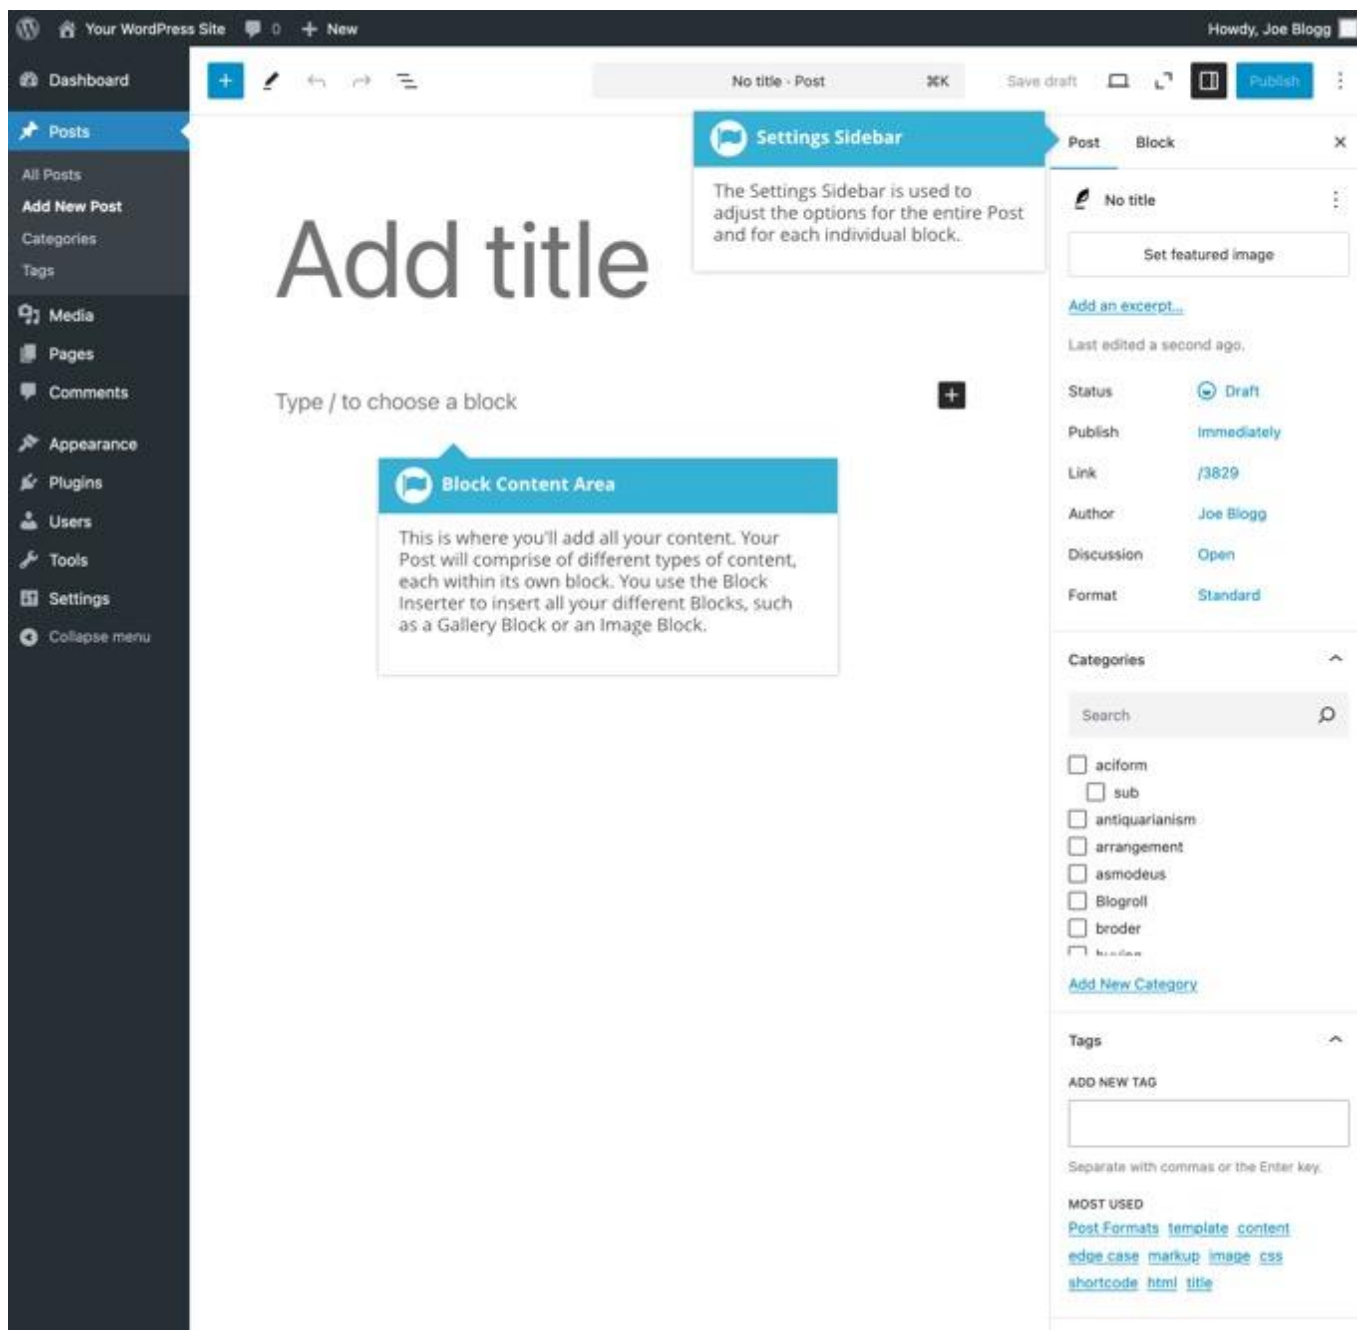 Your WordPress Site 0 + New Howdy, Joe Blogg
Dashboard
Posts
All Posts
Add New Post
Categories
Tags
Media
Pages
Comments
Appearance
Plugins
Users
Tools
Settings
Collapse menu
No title · Post ⌘K Save draft Publish
Settings Sidebar
The Settings Sidebar is used to
adjust the options for the entire Post
and for each individual block.
Add title
Type / to choose a block
Block Content Area
This is where you'll add all your content. Your
Post will comprise of different types of content,
each within its own block. You use the Block
Inserter to insert all your different Blocks, such
as a Gallery Block or an Image Block.
Post Block
No title
Set featured image
Add an excerpt...
Last edited a second ago.
Status Draft
Publish Immediately
Link /3829
Author Joe Blogg
Discussion Open
Format Standard
Categories
Search
aciform
sub
antiquarianism
arrangement
asmodeus
Blogroll
broder
Add New Category
Tags
ADD NEW TAG
Separate with commas or the Enter key.
MOST USED
Post Formats template content
edge case markup image css
shortcode html title